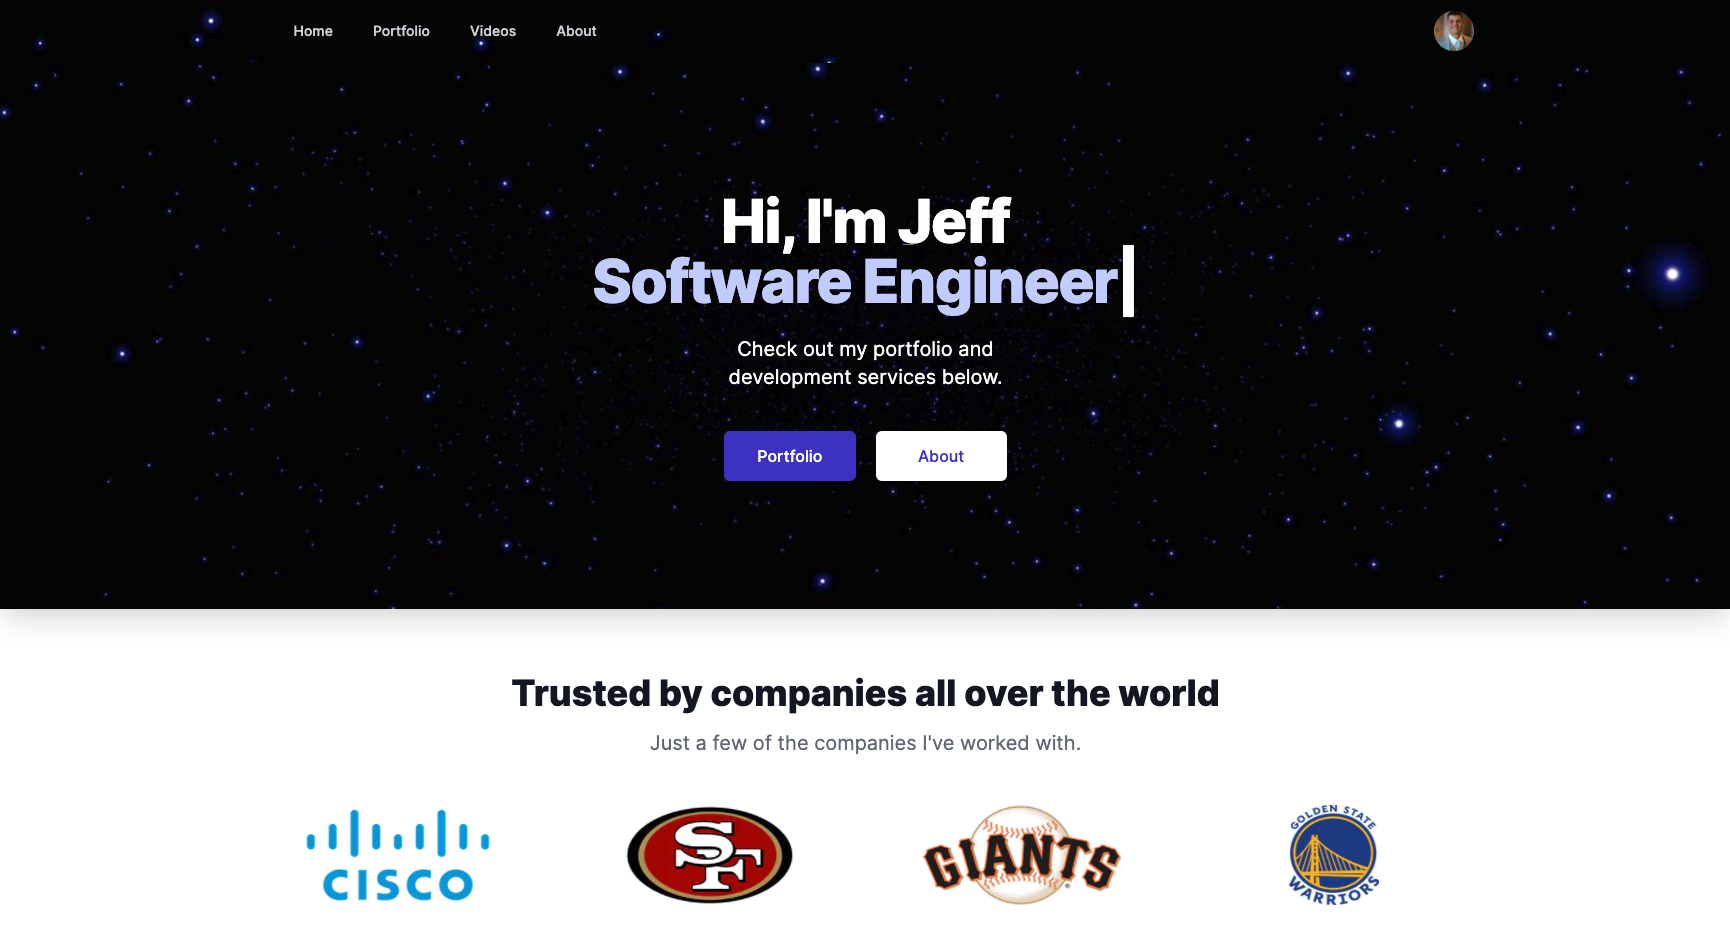 Home Portfolio Videos About
Hi, I'm Jeff
Software Engineer
Check out my portfolio and
development services below.
Portfolio About
Trusted by companies all over the world
Just a few of the companies I've worked with.
CISCO
SF
GIANTS
GOLDEN STATE
WARRIORS